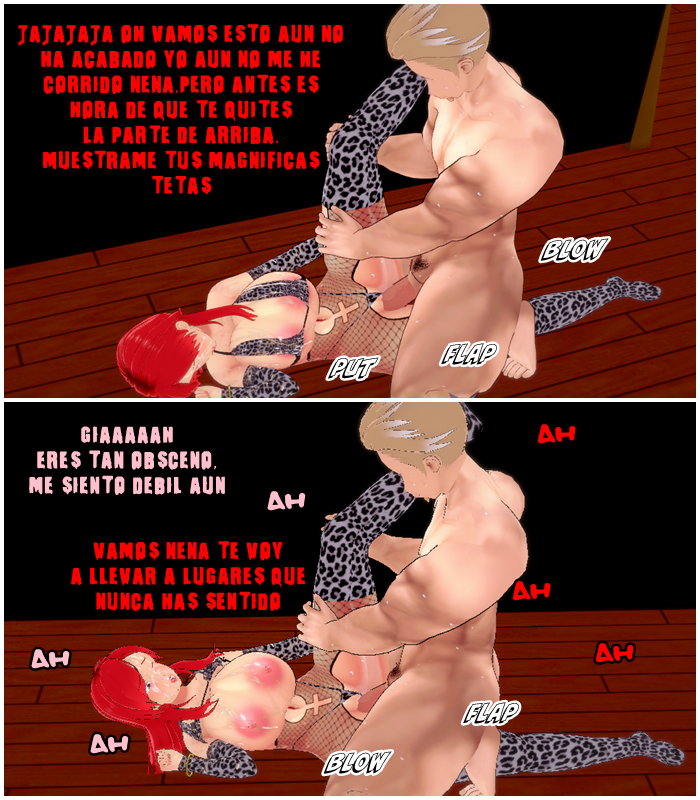 JAJAJAJA OH VAMOS ESTO AUN NO
HA ACABADO YO AUN NO ME HE
CORRIDO NENA.PERO ANTES ES
HORA DE QUE TE QUITES
LA PARTE DE ARRIBA.
MUESTRAME TUS MAGNIFICAS
TETAS
BLOW
FLAP
PUT
GIAAAAAN
ERES TAN OBSCENO,
ME SIENTO DEBIL AUN
AH
AH
VAMOS NENA TE VOY
A LLEVAR A LUGARES QUE
NUNCA HAS SENTIDO
AH
AH
AH
FLAP
AH
BLOW